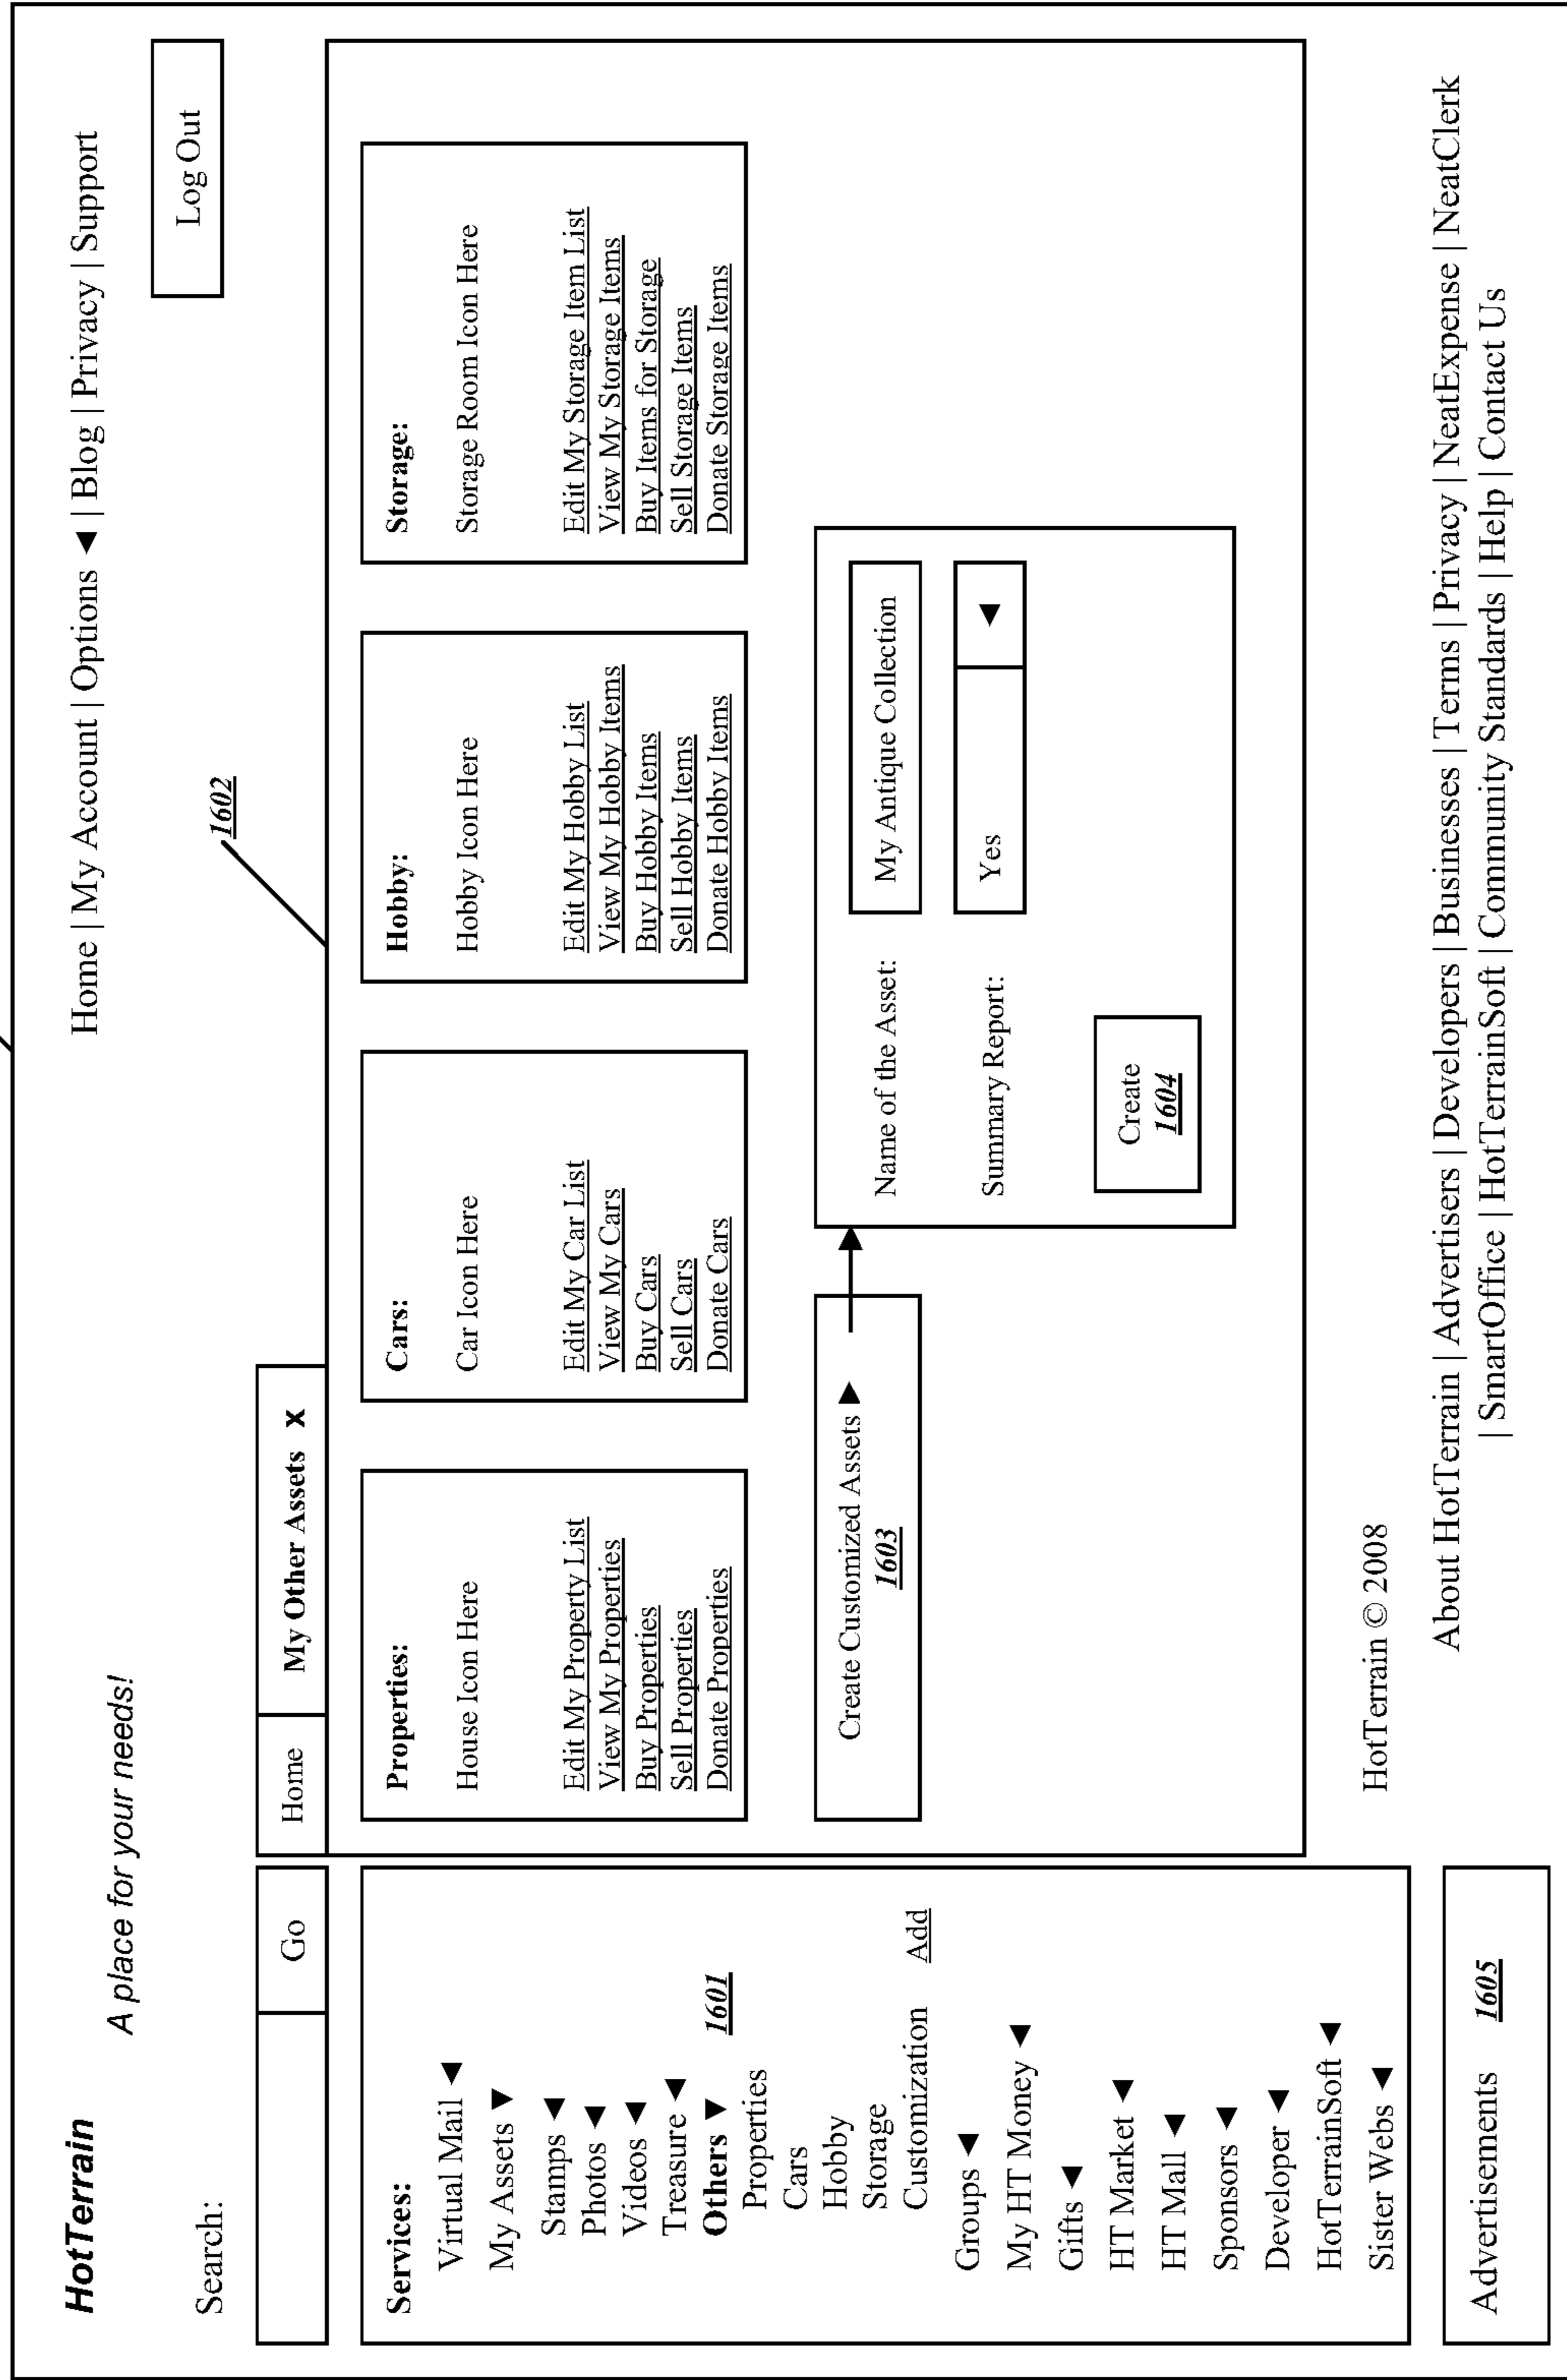 HotTerrain
A place for your needs!
Home | My Account | Options ◀ | Blog | Privacy | Support
Log Out
Search:
Go
Home
My Other Assets x
1602
Services:
Virtual Mail ◀
My Assets ▼
Stamps ◀
Photos ◀
Videos ◀
Treasure ◀
Others ▼ 1601
Properties
Cars
Hobby
Storage
Customization Add
Groups ◀
My HT Money ◀
Gifts ◀
HT Market ◀
HT Mall ◀
Sponsors ◀
Developer ◀
HotTerrainSoft ◀
Sister Webs ◀
Advertisements 1605
Properties:
House Icon Here
Edit My Property List
View My Properties
Buy Properties
Sell Properties
Donate Properties
Cars:
Car Icon Here
Edit My Car List
View My Cars
Buy Cars
Sell Cars
Donate Cars
Hobby:
Hobby Icon Here
Edit My Hobby List
View My Hobby Items
Buy Hobby Items
Sell Hobby Items
Donate Hobby Items
Storage:
Storage Room Icon Here
Edit My Storage Item List
View My Storage Items
Buy Items for Storage
Sell Storage Items
Donate Storage Items
Create Customized Assets ▶
1603
Name of the Asset: My Antique Collection
Summary Report: Yes ◀
Create
1604
HotTerrain © 2008
About HotTerrain | Advertisers | Developers | Businesses | Terms | Privacy | NeatExpense | NeatClerk
| SmartOffice | HotTerrainSoft | Community Standards | Help | Contact Us